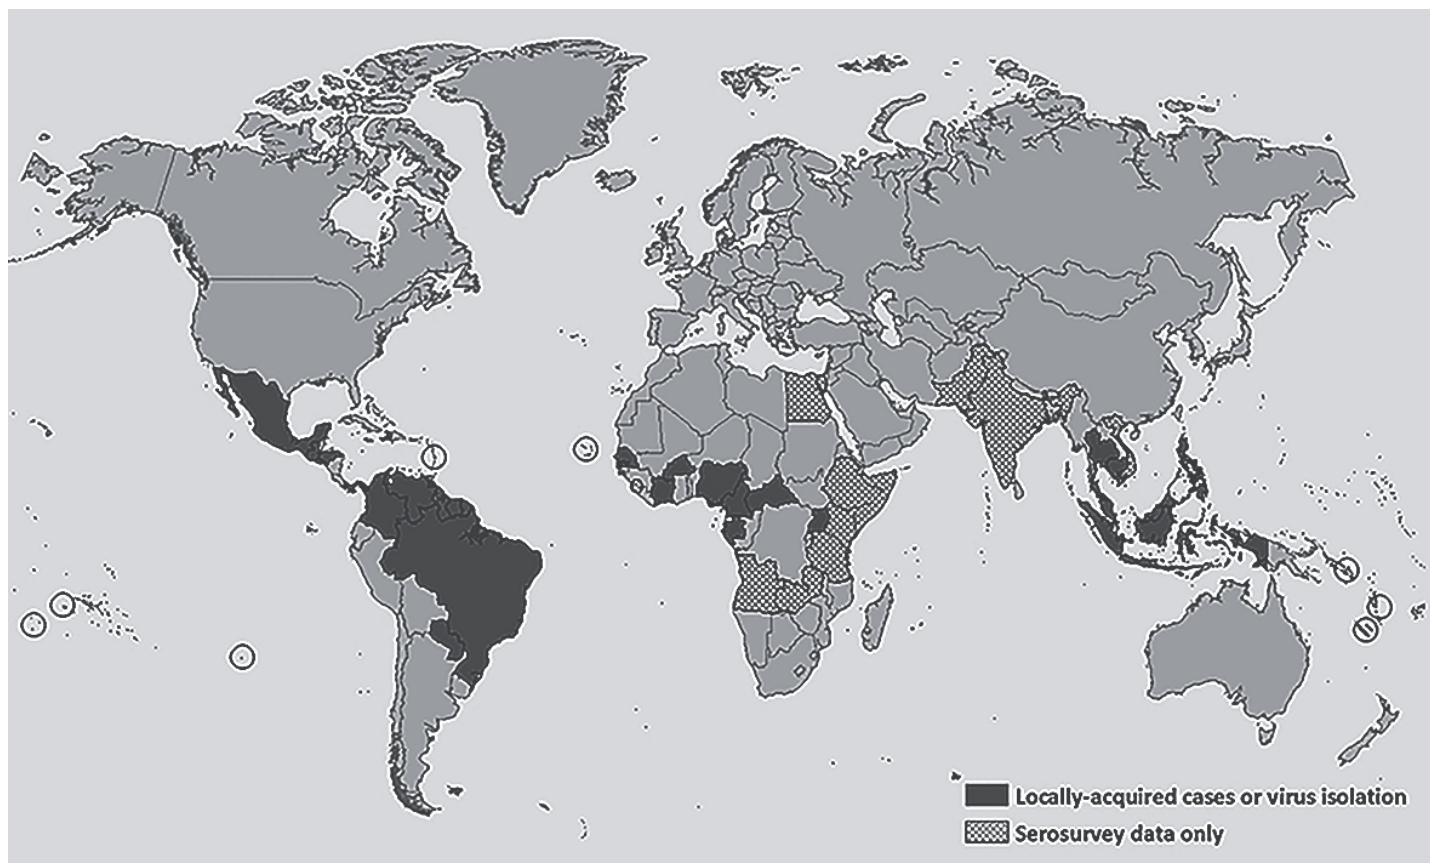 Locally-acquired cases or virus isolation
Serosurvey data only